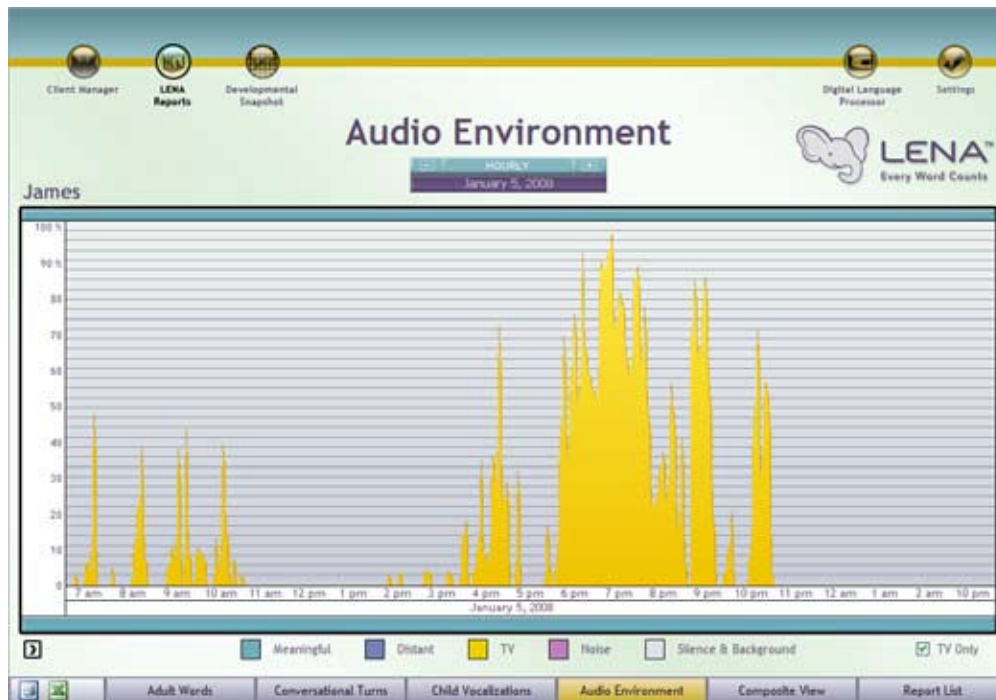 Client Manager
LENA Reports
Developmental Snapshot
Digital Language Processor
Settings
Audio Environment
HOURLY
January 5, 2008
LENA™
Every Word Counts
James
100 %
90 %
80
70
60
50
40
30
20
10
0
7 am 8 am 9 am 10 am 11 am 12 pm 1 pm 2 pm 3 pm 4 pm 5 pm 6 pm 7 pm 8 pm 9 pm 10 pm 11 pm 12 am 1 am 2 am 10 pm
January 5, 2008
Meaningful Distant TV Noise Silence & Background TV Only
Adult Words Conversational Turns Child Vocalizations Audio Environment Composite View Report List